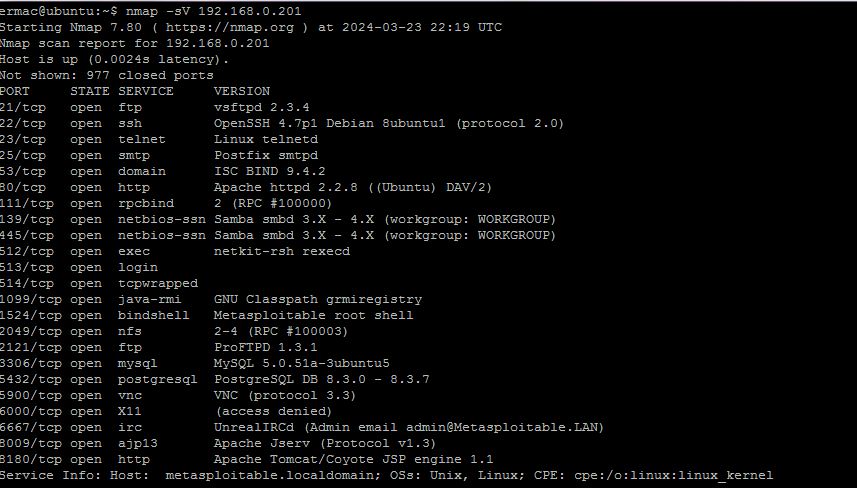 ermac@ubuntu:~$ nmap -sV 192.168.0.201
Starting Nmap 7.80 ( https://nmap.org ) at 2024-03-23 22:19 UTC
Nmap scan report for 192.168.0.201
Host is up (0.0024s latency).
Not shown: 977 closed ports
PORT     STATE SERVICE     VERSION
21/tcp   open  ftp         vsftpd 2.3.4
22/tcp   open  ssh         OpenSSH 4.7p1 Debian 8ubuntu1 (protocol 2.0)
23/tcp   open  telnet      Linux telnetd
25/tcp   open  smtp        Postfix smtpd
53/tcp   open  domain      ISC BIND 9.4.2
80/tcp   open  http        Apache httpd 2.2.8 ((Ubuntu) DAV/2)
111/tcp  open  rpcbind     2 (RPC #100000)
139/tcp  open  netbios-ssn Samba smbd 3.X - 4.X (workgroup: WORKGROUP)
445/tcp  open  netbios-ssn Samba smbd 3.X - 4.X (workgroup: WORKGROUP)
512/tcp  open  exec        netkit-rsh rexecd
513/tcp  open  login
514/tcp  open  tcpwrapped
1099/tcp open  java-rmi    GNU Classpath grmiregistry
1524/tcp open  bindshell   Metasploitable root shell
2049/tcp open  nfs         2-4 (RPC #100003)
2121/tcp open  ftp         ProFTPD 1.3.1
3306/tcp open  mysql       MySQL 5.0.51a-3ubuntu5
5432/tcp open  postgresql  PostgreSQL DB 8.3.0 - 8.3.7
5900/tcp open  vnc         VNC (protocol 3.3)
6000/tcp open  X11         (access denied)
6667/tcp open  irc         UnrealIRCd (Admin email admin@Metasploitable.LAN)
8009/tcp open  ajp13       Apache Jserv (Protocol v1.3)
8180/tcp open  http        Apache Tomcat/Coyote JSP engine 1.1
Service Info: Host:  metasploitable.localdomain; OSs: Unix, Linux; CPE: cpe:/o:linux:linux_kernel